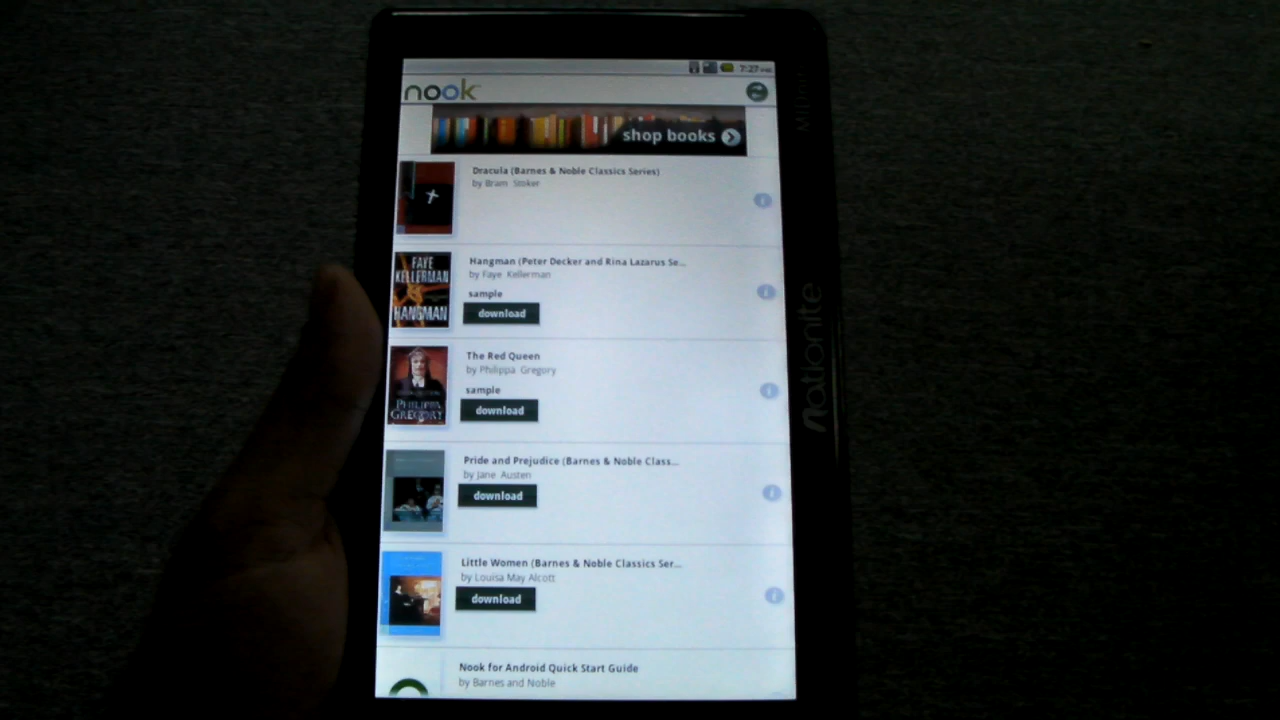 7:27
nook
shop books
Dracula (Barnes & Noble Classics Series)
by Bram Stoker
FAYE
KELLERMAN
HANGMAN
Hangman (Peter Decker and Rina Lazarus Se...
by Faye Kellerman
sample
download
The Red Queen
by Philippa Gregory
sample
download
PHILIPPA
GREGORY
Pride and Prejudice (Barnes & Noble Class...
by Jane Austen
download
Little Women (Barnes & Noble Classics Ser...
by Louisa May Alcott
download
Nook for Android Quick Start Guide
by Barnes and Noble
nationite